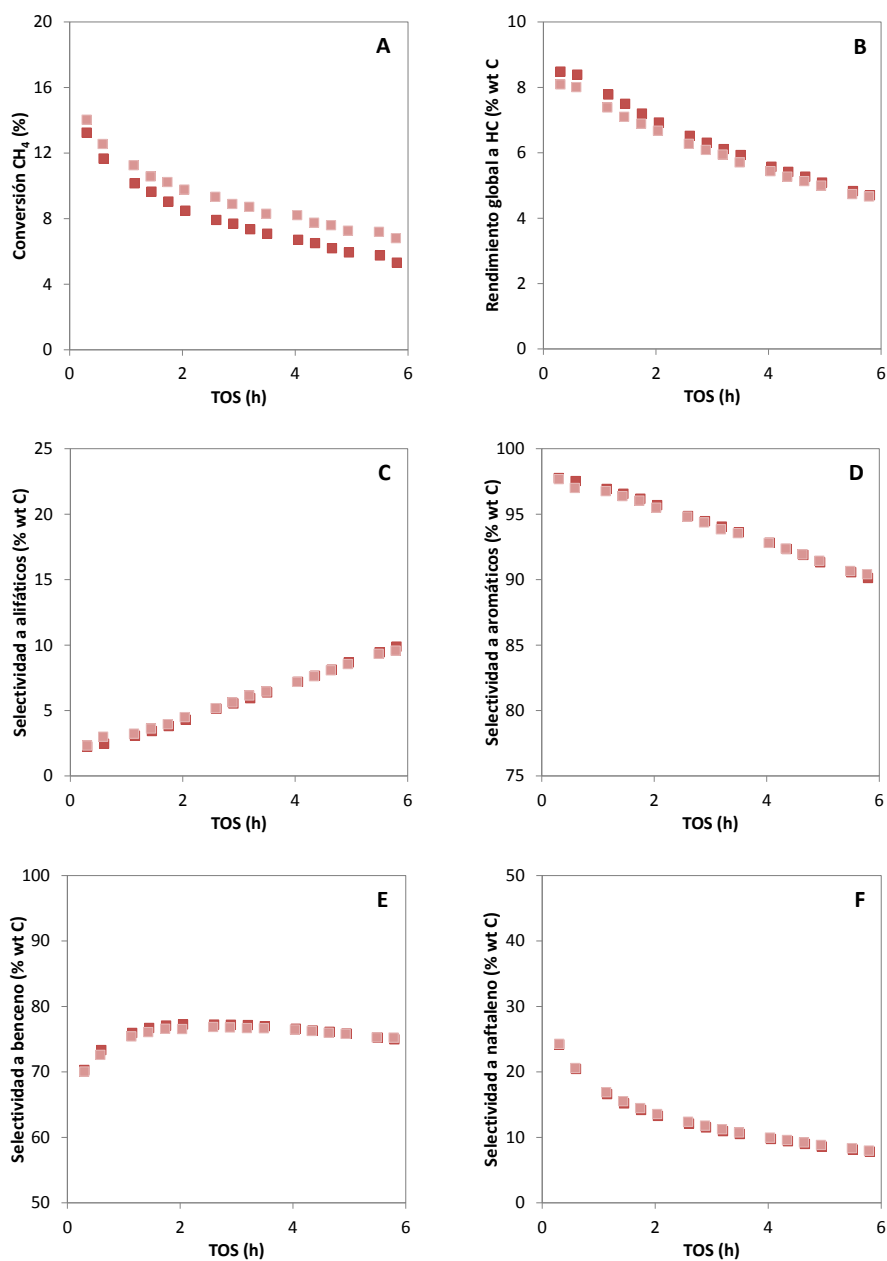 A
Conversión CH4 (%)
20
16
12
8
4
0
0 2 4 6
TOS (h)
B
Rendimiento global a HC (% wt C
10
8
6
4
2
0
0 2 4 6
TOS (h)
C
Selectividad a alifáticos (% wt C)
25
20
15
10
5
0
0 2 4 6
TOS (h)
D
Selectividad a aromáticos (% wt C)
100
95
90
85
80
75
0 2 4 6
TOS (h)
E
Selectividad a benceno (% wt C)
100
90
80
70
60
50
0 2 4 6
TOS (h)
F
Selectividad a naftaleno (% wt C)
50
40
30
20
10
0
0 2 4 6
TOS (h)